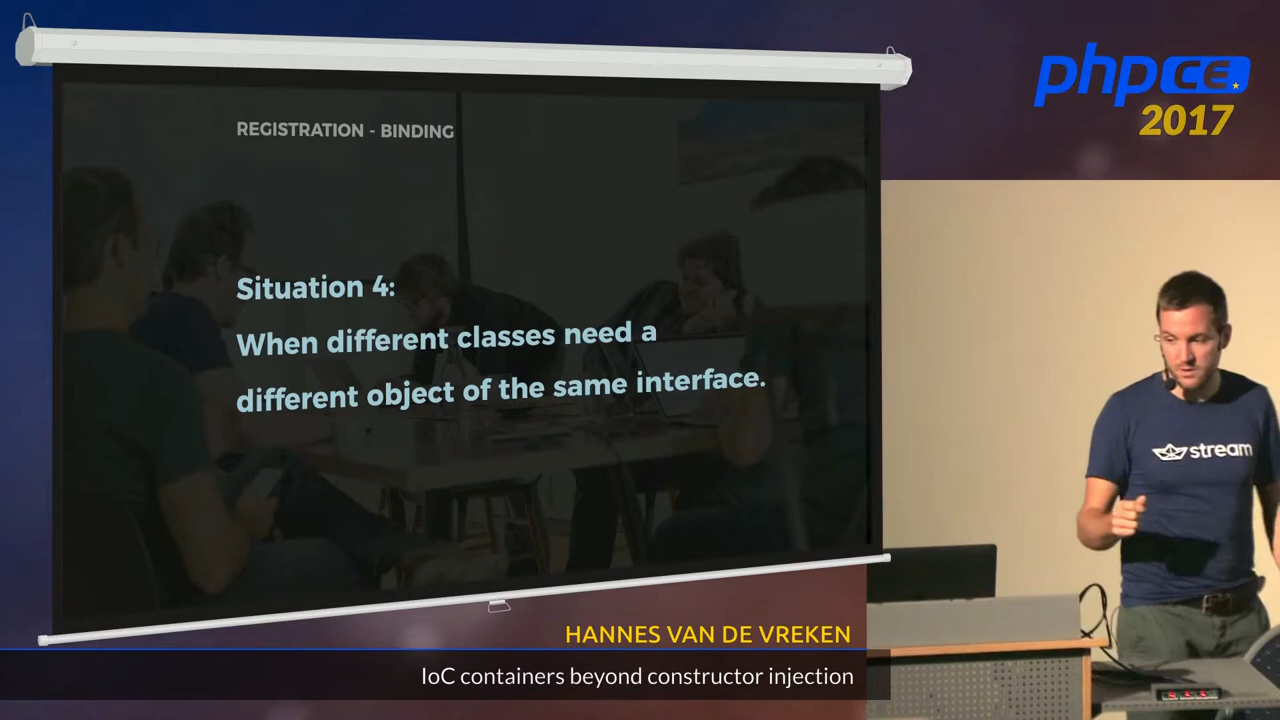 REGISTRATION - BINDING
Situation 4:
When different classes need a
different object of the same interface.
phpCE
2017
stream
HANNES VAN DE VREKEN
IoC containers beyond constructor injection